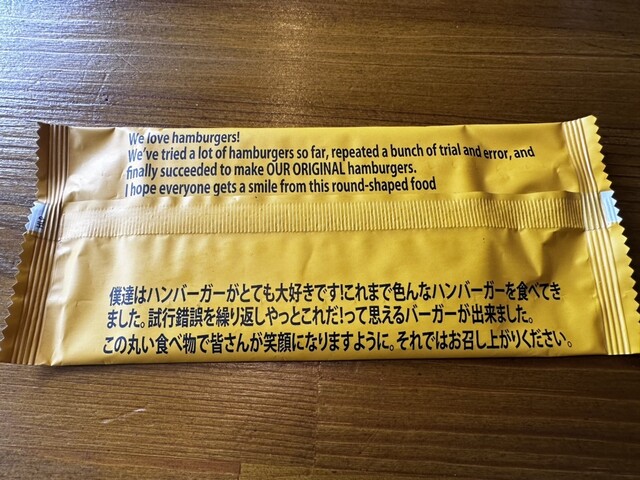 We love hamburgers!
We've tried a lot of hamburgers so far, repeated a bunch of trial and error, and
finally succeeded to make OUR ORIGINAL hamburgers.
I hope everyone gets a smile from this round-shaped food
僕達はハンバーガーがとても大好きです!これまで色んなハンバーガーを食べてき
ました。試行錯誤を繰り返しやっとこれだ!って思えるバーガーが出来ました。
この丸い食べ物で皆さんが笑顔になりますように。それではお召し上がりください。